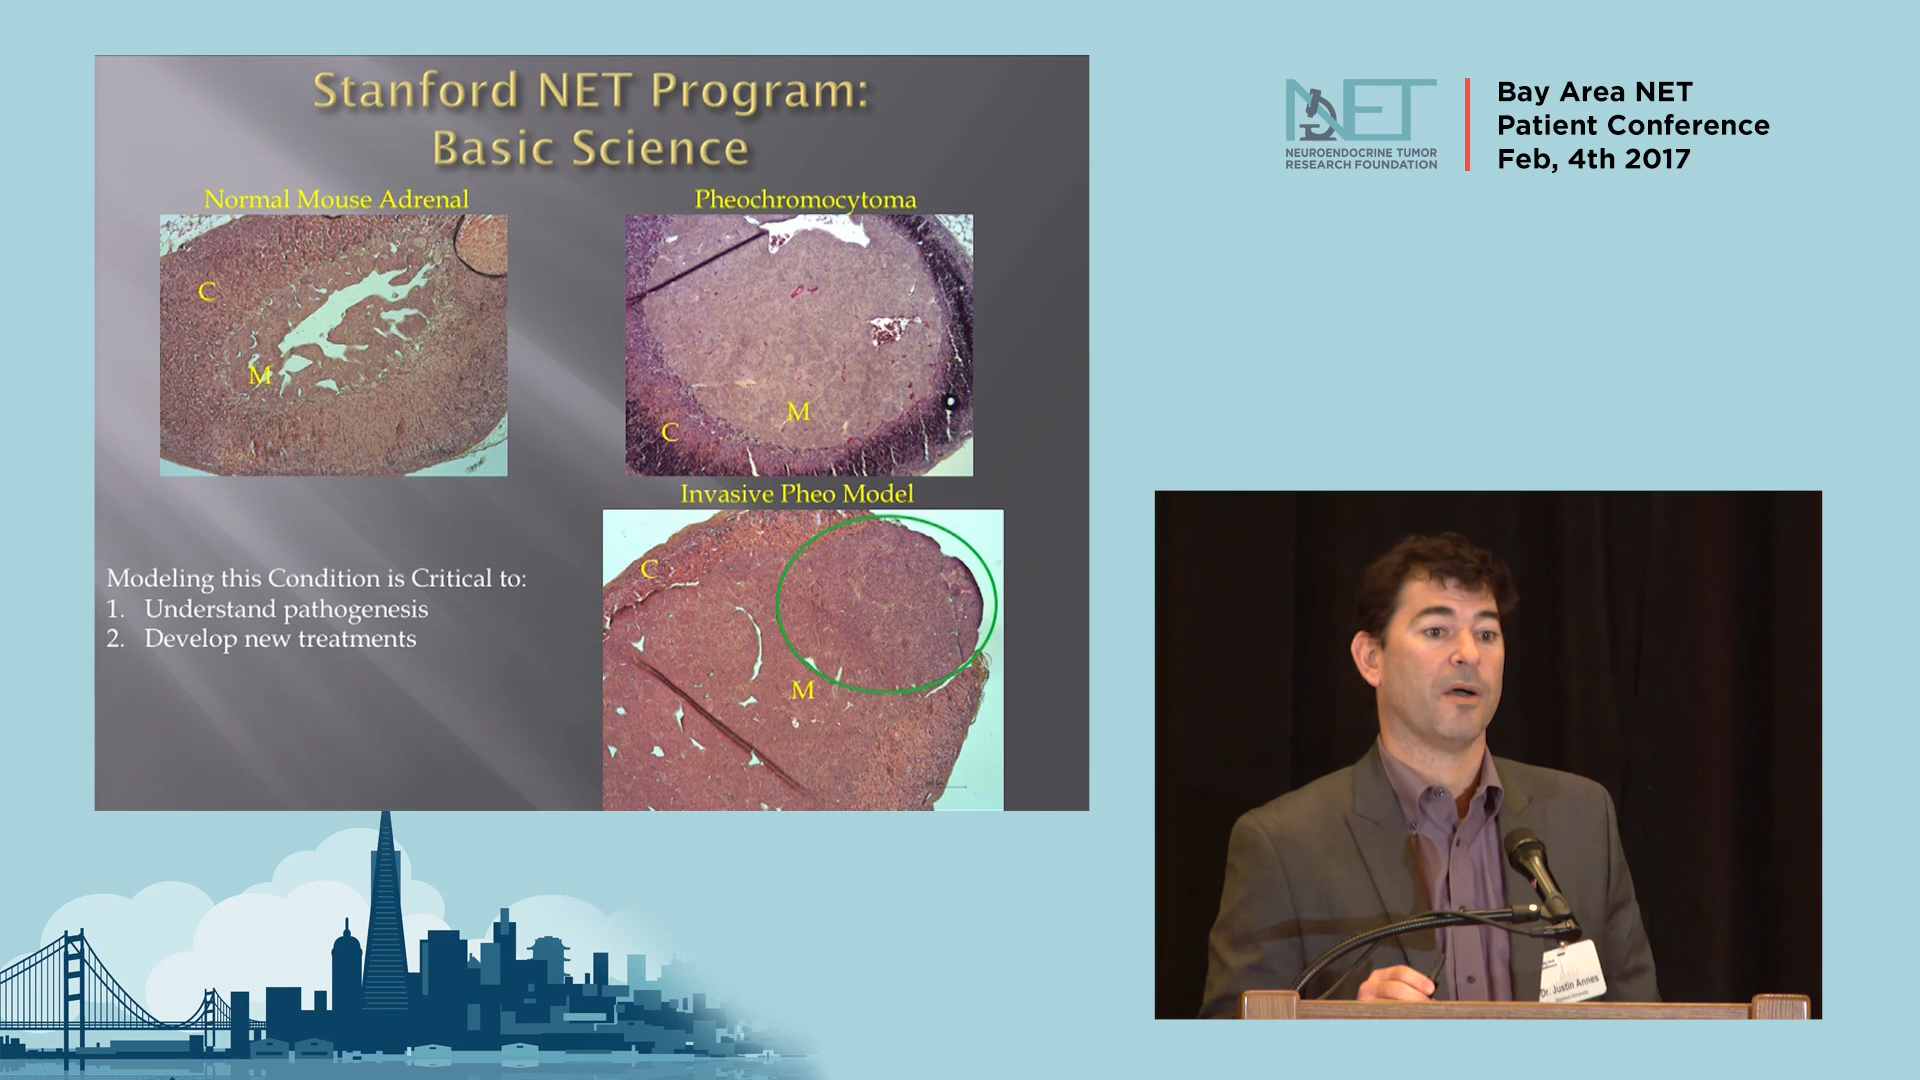 Stanford NET Program:
Basic Science
Normal Mouse Adrenal
C
M
Pheochromocytoma
M
C
Invasive Pheo Model
C
M
Modeling this Condition is Critical to:
1. Understand pathogenesis
2. Develop new treatments
NET
NEUROENDOCRINE TUMOR
RESEARCH FOUNDATION
Bay Area NET
Patient Conference
Feb, 4th 2017
Dr. Justin Annes